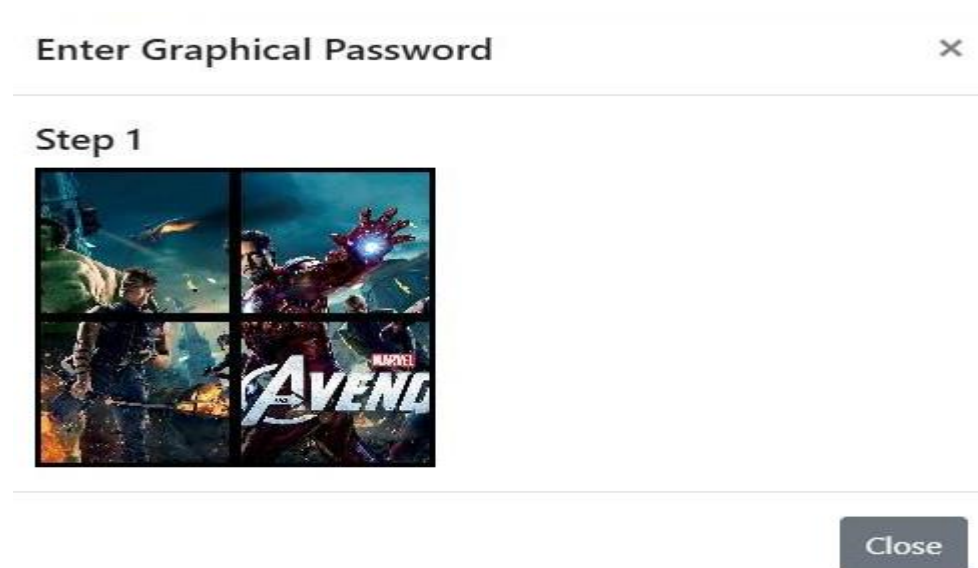 Enter Graphical Password ×
Step 1
MARVEL
AVENG
Close